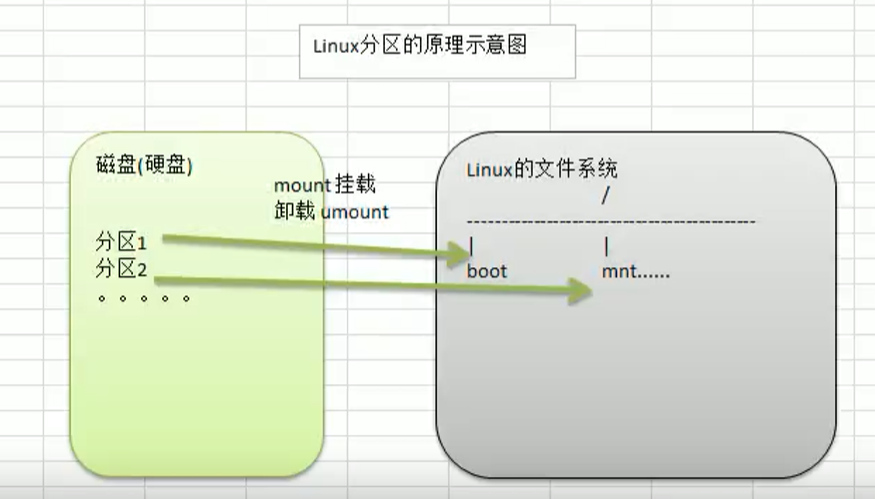 Linux分区的原理示意图
磁盘(硬盘)
分区1
分区2
。。。。。
mount 挂载
卸载 umount
Linux的文件系统
/
---------------------------------------------------------
|                    |
boot                 mnt......